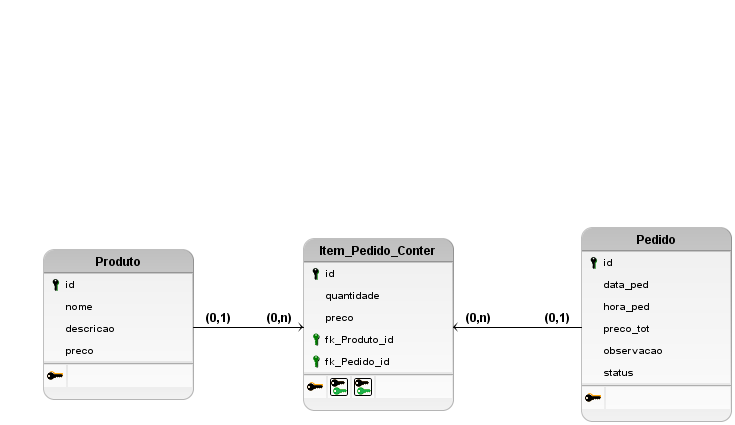 Produto
id
nome
descricao
preco
(0,1)
(0,n)
Item_Pedido_Conter
id
quantidade
preco
fk_Produto_id
fk_Pedido_id
(0,n)
(0,1)
Pedido
id
data_ped
hora_ped
preco_tot
observacao
status